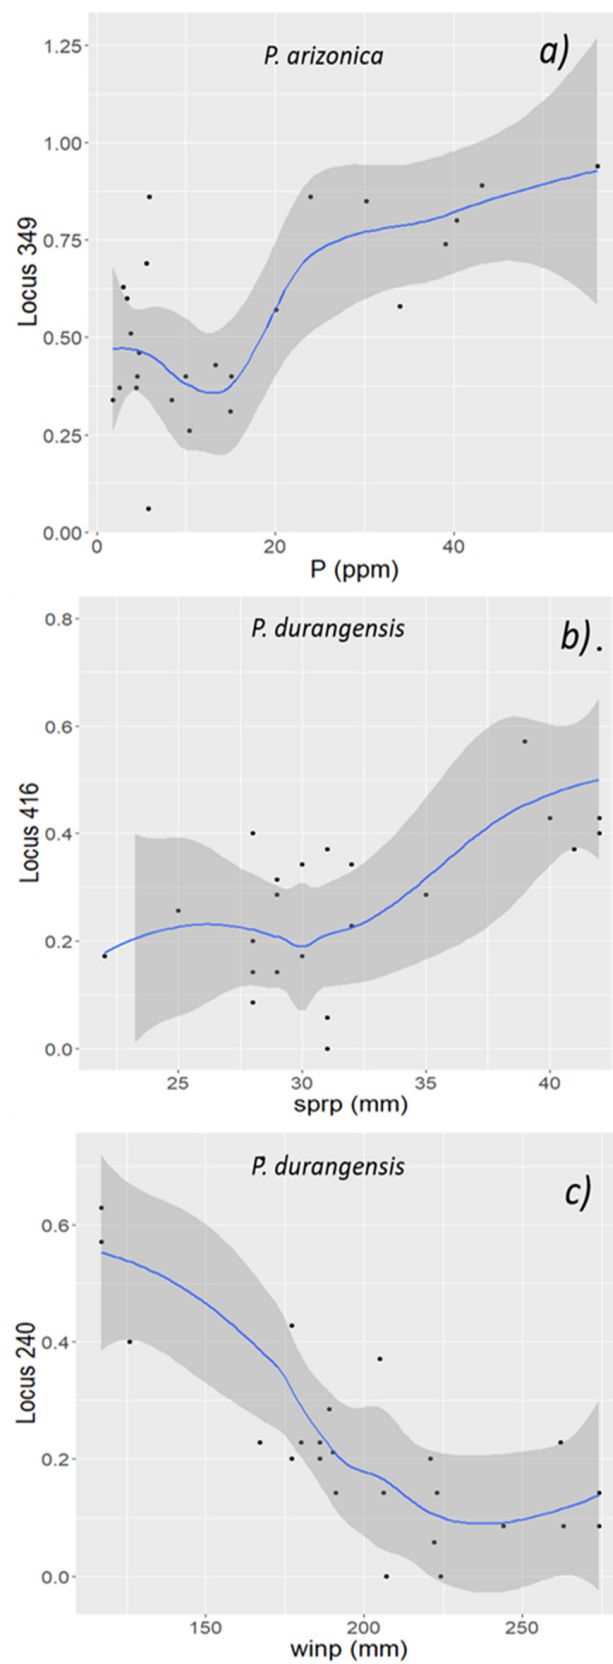 P. arizonica
a)
1.25
1.00
0.75
0.50
0.25
0.00
Locus 349
0 20 40
P (ppm)
P. durangensis
b)
0.8
0.6
0.4
0.2
0.0
Locus 416
25 30 35 40
sprp (mm)
P. durangensis
c)
0.6
0.4
0.2
0.0
Locus 240
150 200 250
winp (mm)